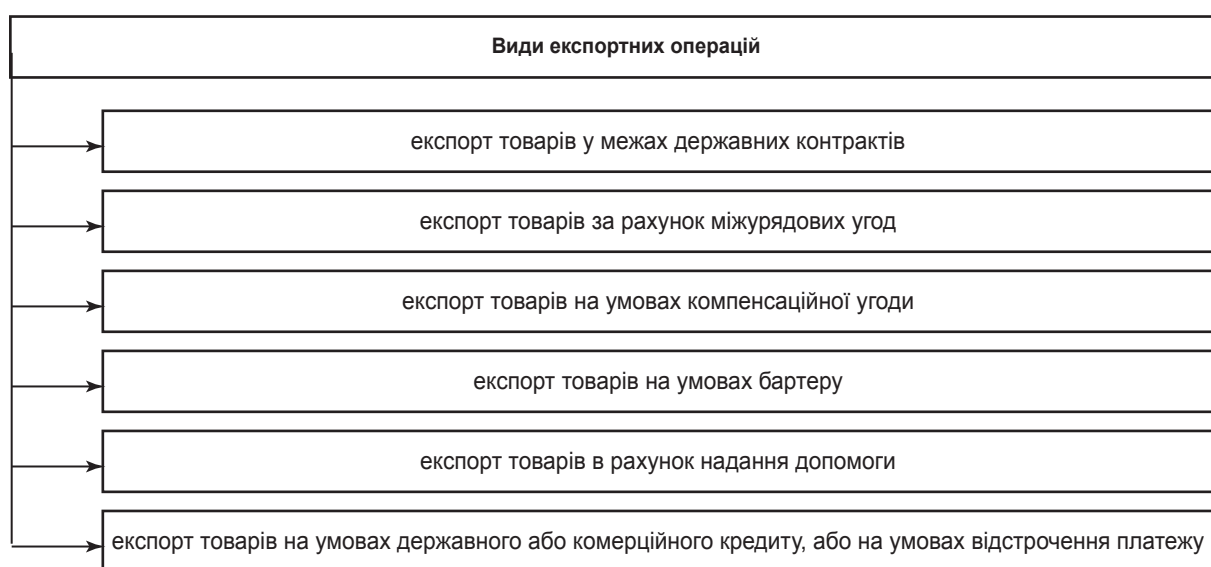 Види експортних операцій
експорт товарів у межах державних контрактів
експорт товарів за рахунок міжурядових угод
експорт товарів на умовах компенсаційної угоди
експорт товарів на умовах бартеру
експорт товарів в рахунок надання допомоги
експорт товарів на умовах державного або комерційного кредиту, або на умовах відстрочення платежу